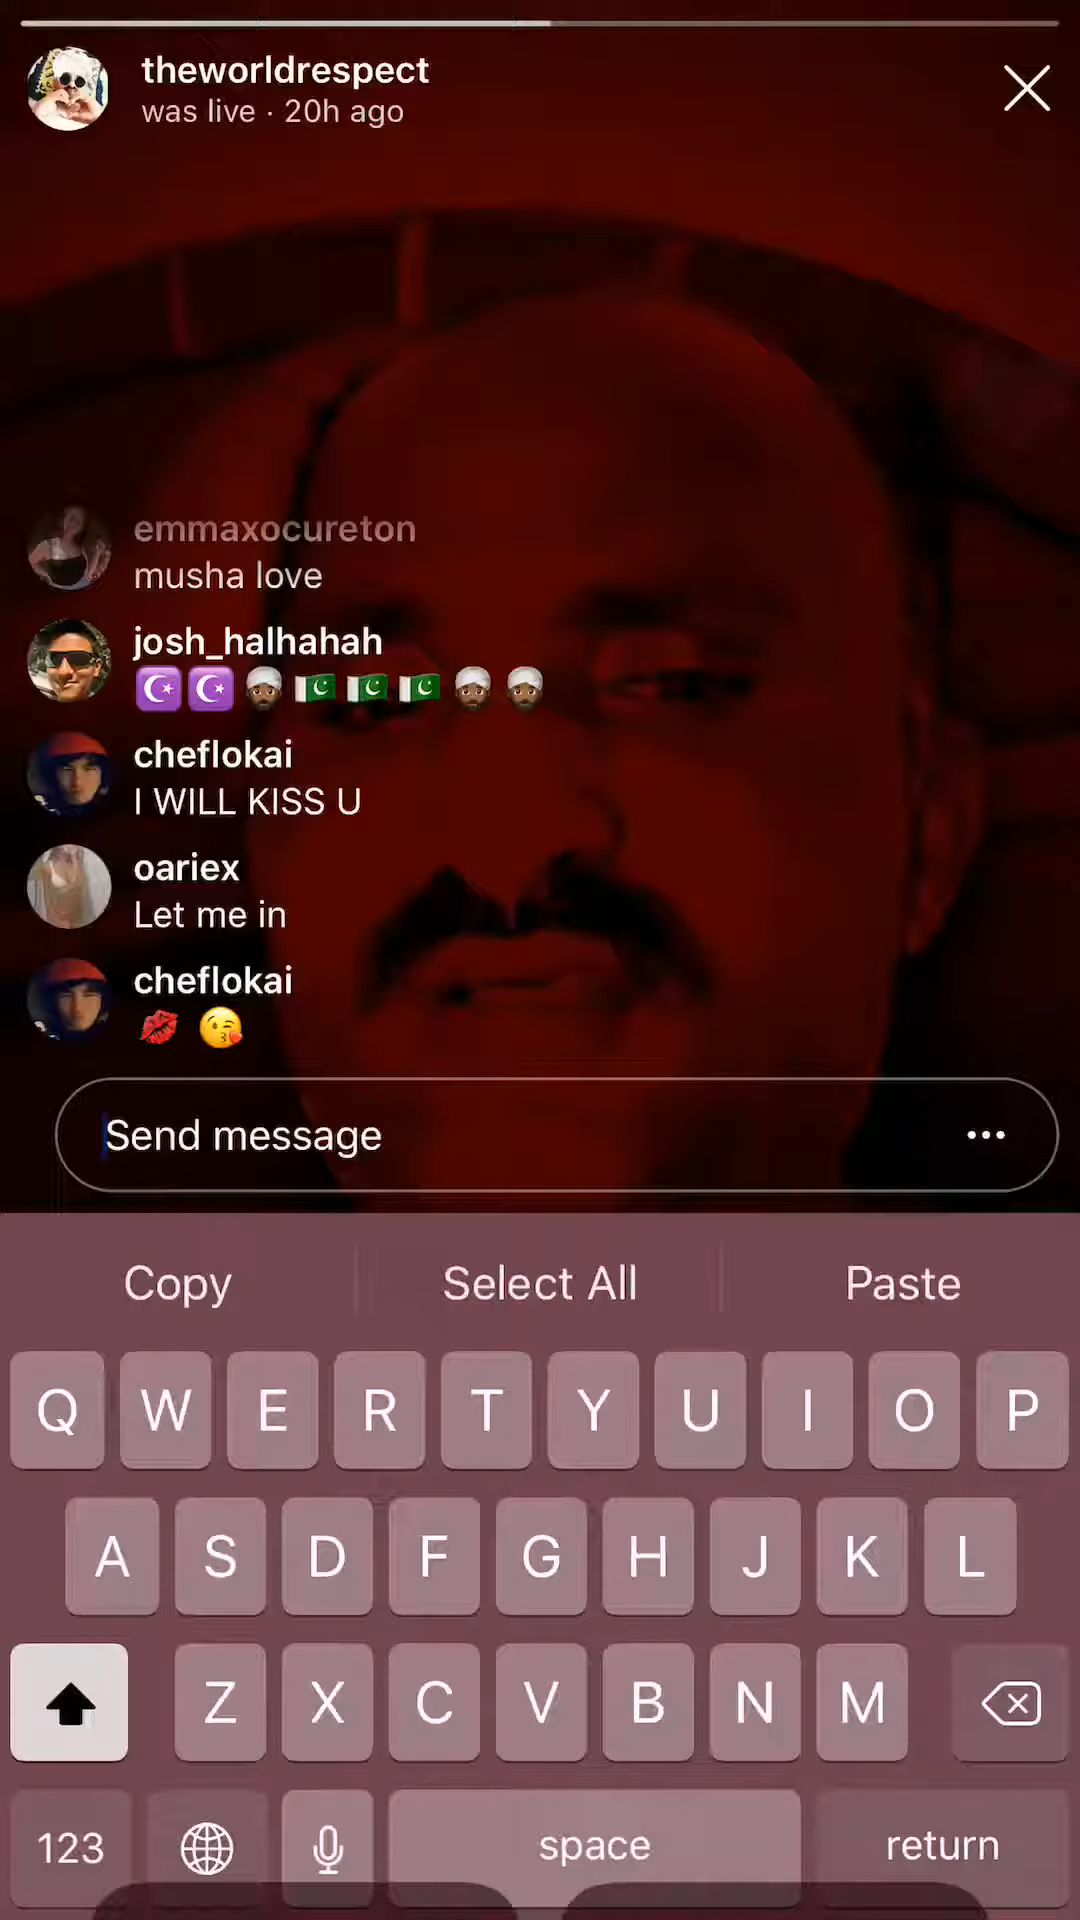 theworldrespect
was live · 20h ago
emmaxocureton
musha love
josh_halhahah
☪️☪️👳🏾‍♂️🇵🇰🇵🇰🇵🇰👳🏾‍♂️👳🏾‍♂️
cheflokai
I WILL KISS U
oariex
Let me in
cheflokai
💋 😘
Send message
Copy Select All Paste
Q W E R T Y U I O P
A S D F G H J K L
Z X C V B N M
123 space return